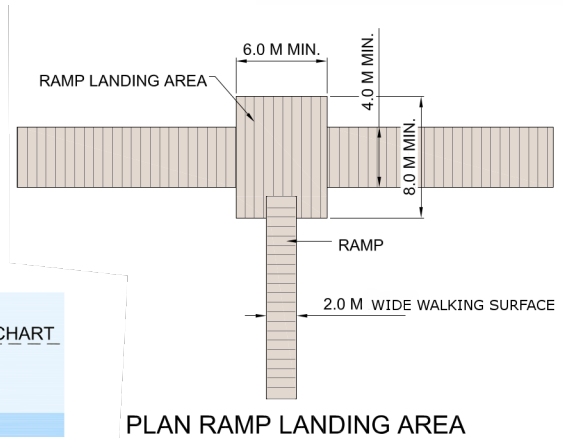 6.0 M MIN.
RAMP LANDING AREA
4.0 M MIN.
8.0 M MIN.
RAMP
2.0 M WIDE WALKING SURFACE
CHART
PLAN RAMP LANDING AREA